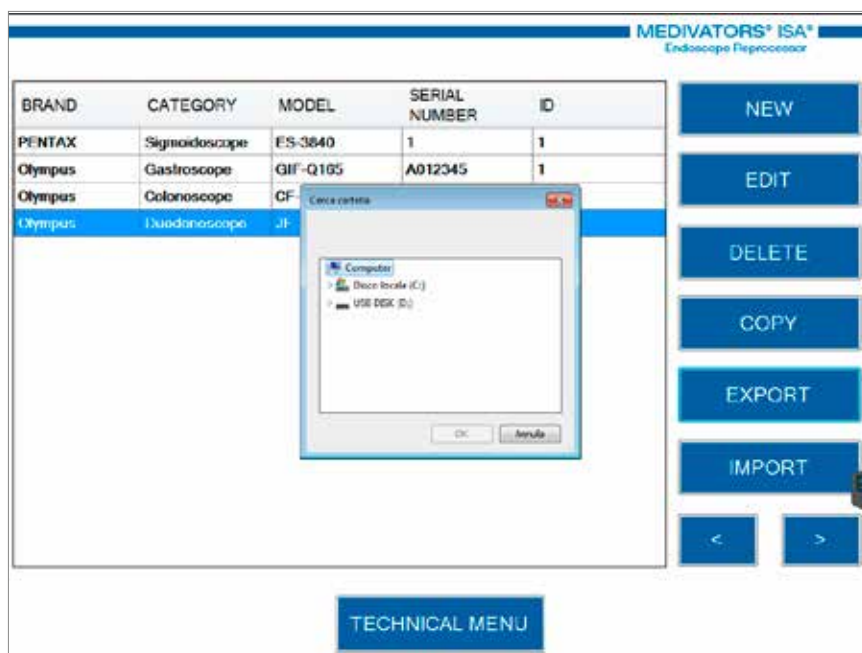 MEDIVATORS® ISA®
Endoscope Reprocessor
BRAND CATEGORY MODEL SERIAL NUMBER ID
NEW
PENTAX Sigmoidoscope ES-3840 1 1
Olympus Gastroscope GIF-Q165 A012345 1
EDIT
Olympus Colonoscope CF-
Olympus Duodonoscope JF
DELETE
Cerca cartella
Computer
Disco locale (C:)
USB DISK (D:)
OK Annulla
COPY
EXPORT
IMPORT
< >
TECHNICAL MENU